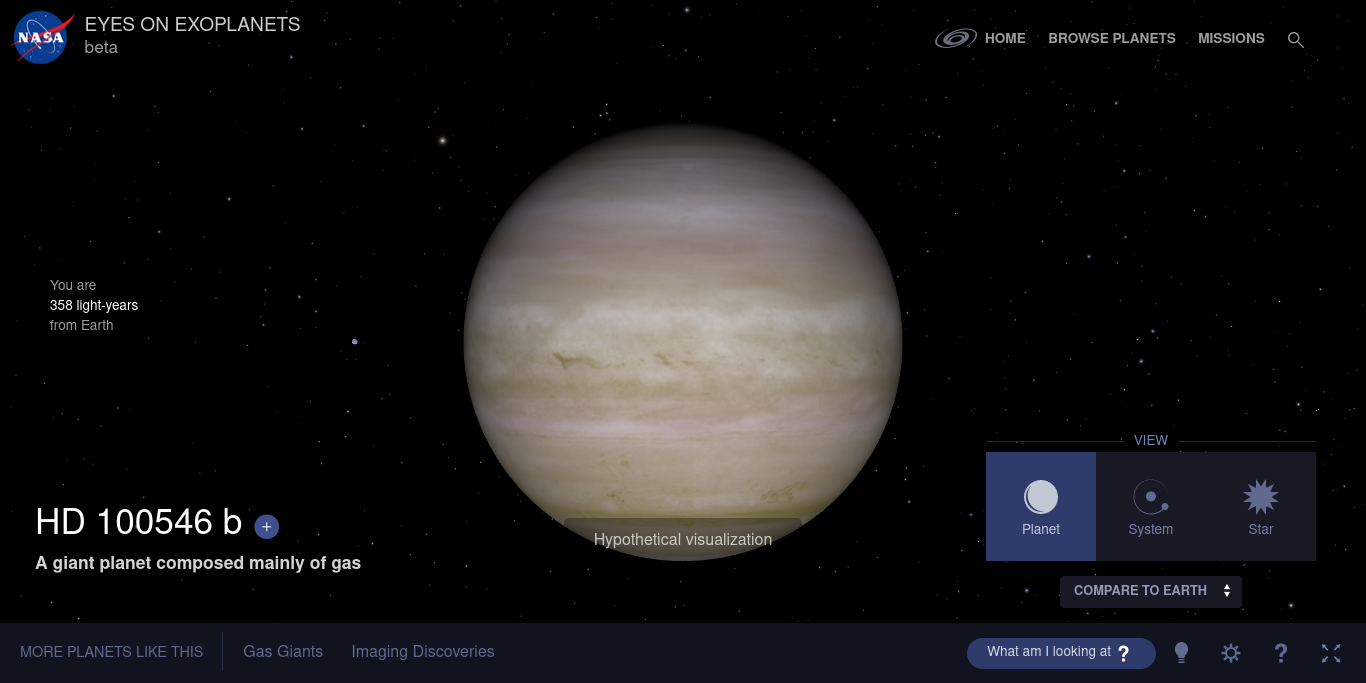 NASA
EYES ON EXOPLANETS
beta
HOME
BROWSE PLANETS
MISSIONS
You are
358 light-years
from Earth
VIEW
Planet
System
Star
HD 100546 b +
A giant planet composed mainly of gas
Hypothetical visualization
COMPARE TO EARTH
MORE PLANETS LIKE THIS
Gas Giants
Imaging Discoveries
What am I looking at ?
?